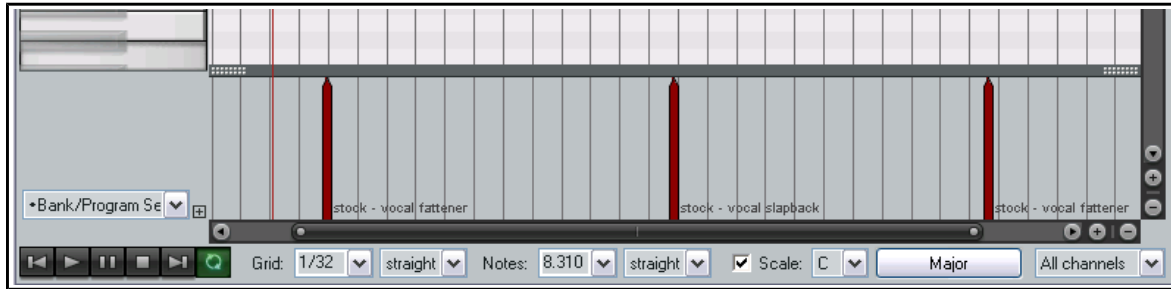 stock - vocal fattener
stock - vocal slapback
stock - vocal fattener
•Bank/Program Se
Grid: 1/32 straight Notes: 8.310 straight Scale: C Major All channels